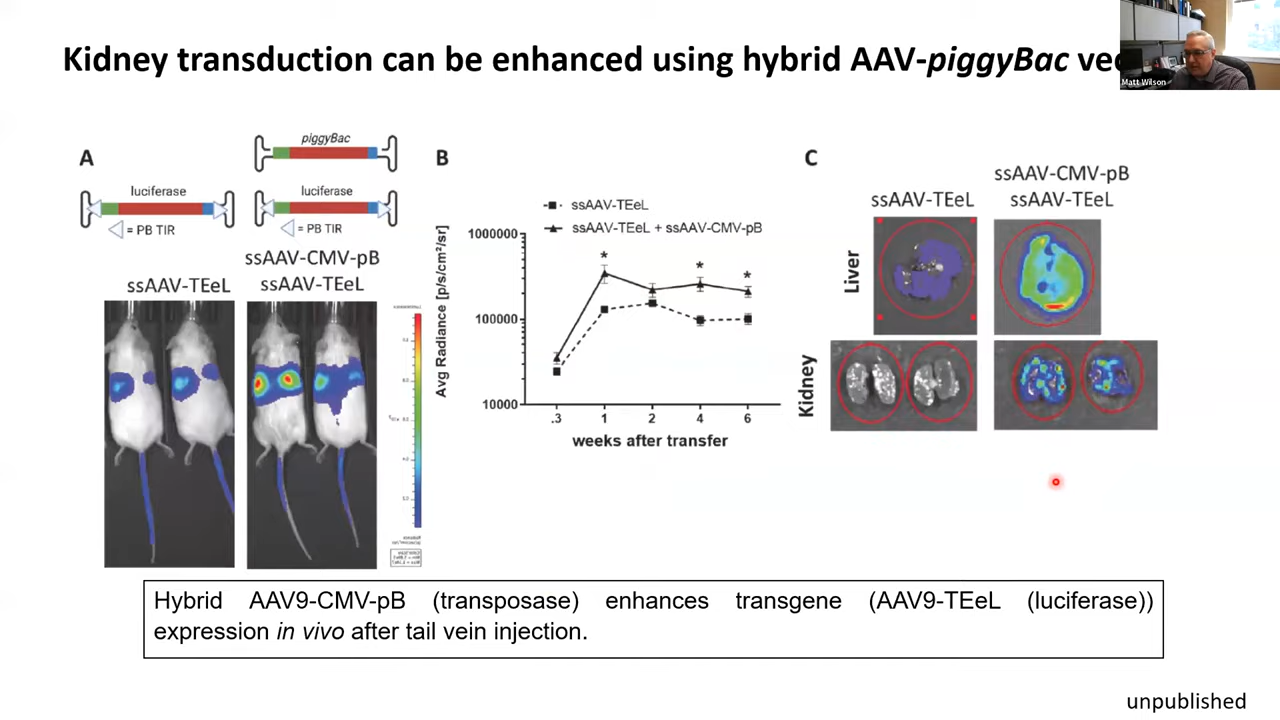 Kidney transduction can be enhanced using hybrid AAV-piggyBac
Matt Wilson
A
piggyBac
luciferase
luciferase
= PB TIR
= PB TIR
ssAAV-CMV-pB
ssAAV-TEeL
ssAAV-TEeL
B
ssAAV-TEeL
ssAAV-TEeL + ssAAV-CMV-pB
Avg Radiance [p/s/cm²/sr]
1000000
100000
10000
* * *
.3 1 2 4 6
weeks after transfer
C
ssAAV-CMV-pB
ssAAV-TEeL
ssAAV-TEeL
Liver
Kidney
Hybrid AAV9-CMV-pB (transposase) enhances transgene (AAV9-TEeL (luciferase))
expression in vivo after tail vein injection.
unpublished